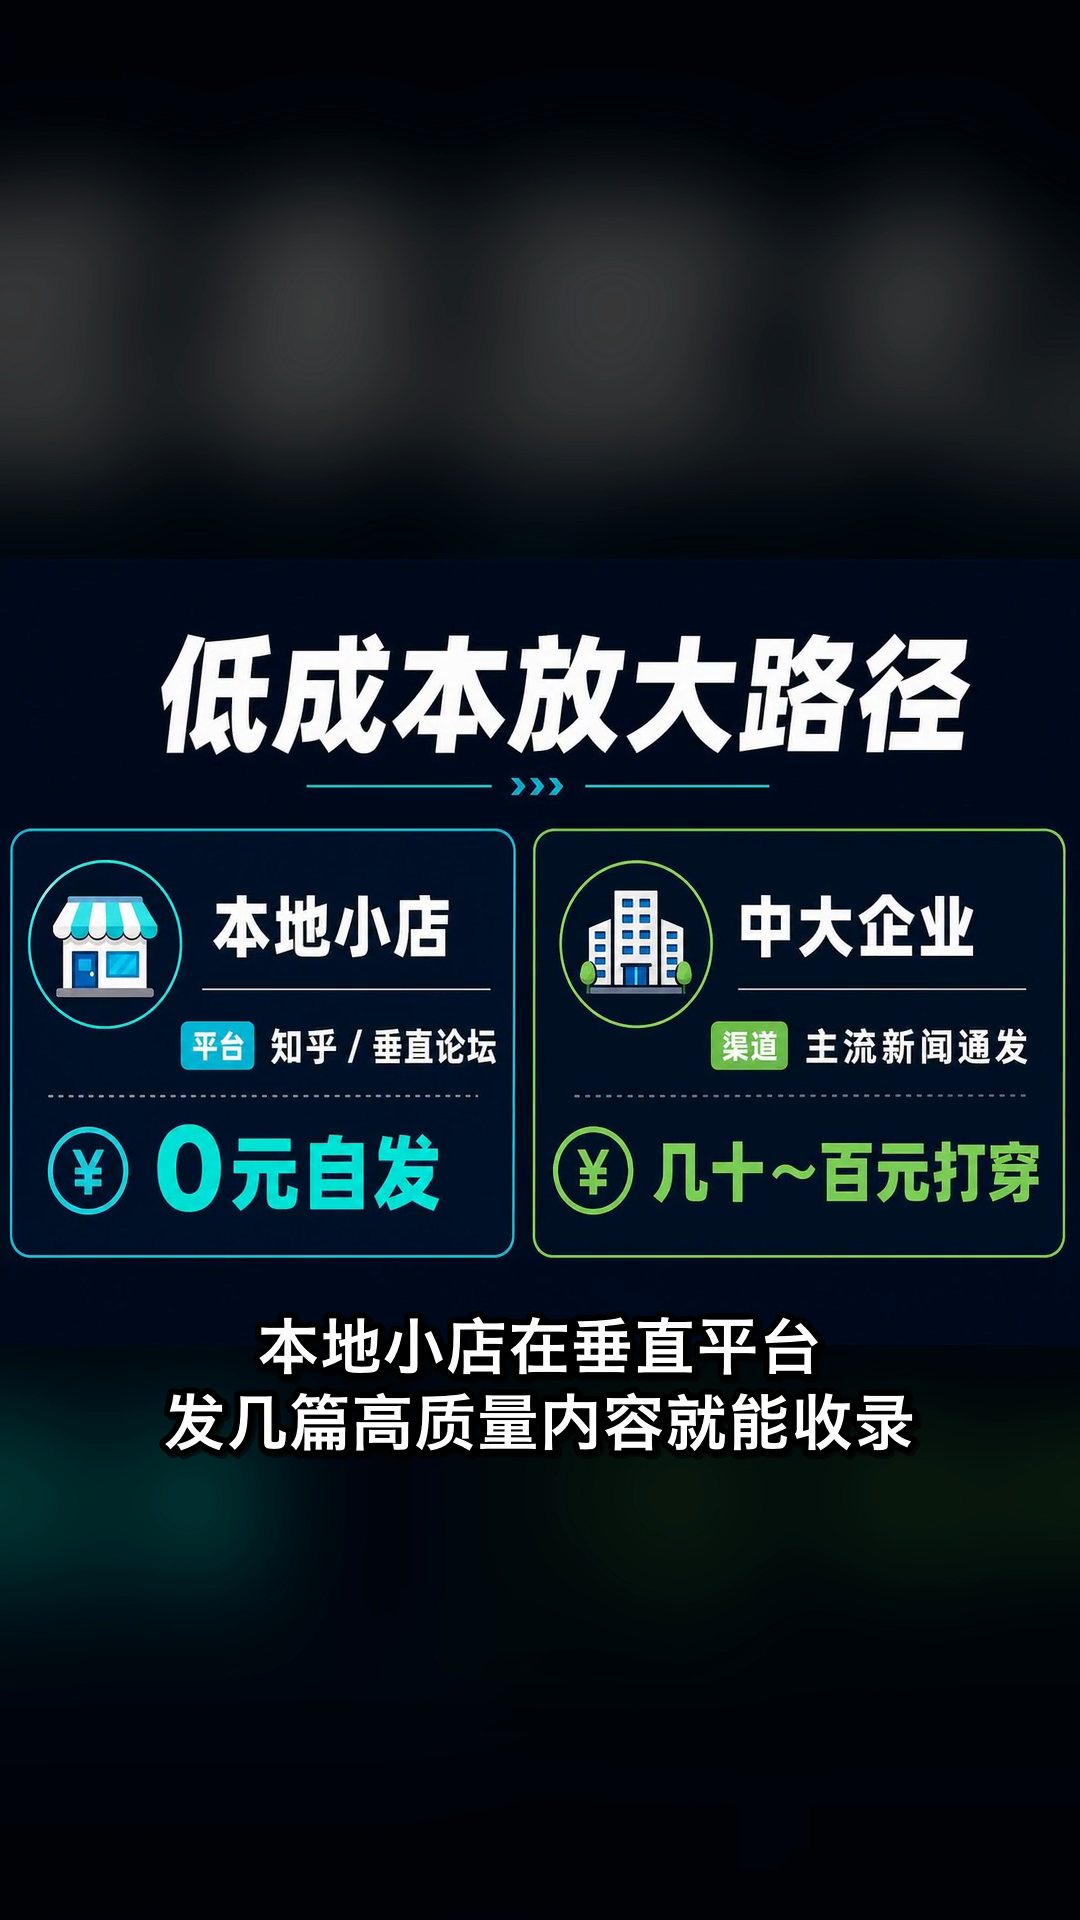 低成本放大路径
本地小店
平台 知乎 / 垂直论坛
¥ 0元自发
中大企业
渠道 主流新闻通发
¥ 几十～百元打穿
本地小店在垂直平台
发几篇高质量内容就能收录